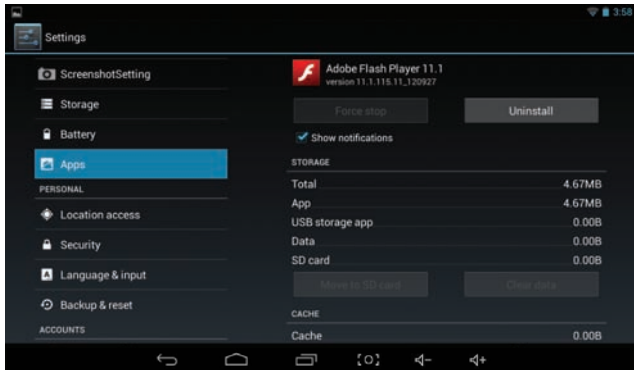 3:58
Settings
ScreenshotSetting
Storage
Battery
Apps
PERSONAL
Location access
Security
A Language & input
Backup & reset
ACCOUNTS
Adobe Flash Player 11.1
version 11.1.115.11_120927
Force stop Uninstall
Show notifications
STORAGE
Total 4.67MB
App 4.67MB
USB storage app 0.00B
Data 0.00B
SD card 0.00B
Move to SD card Clear data
CACHE
Cache 0.00B